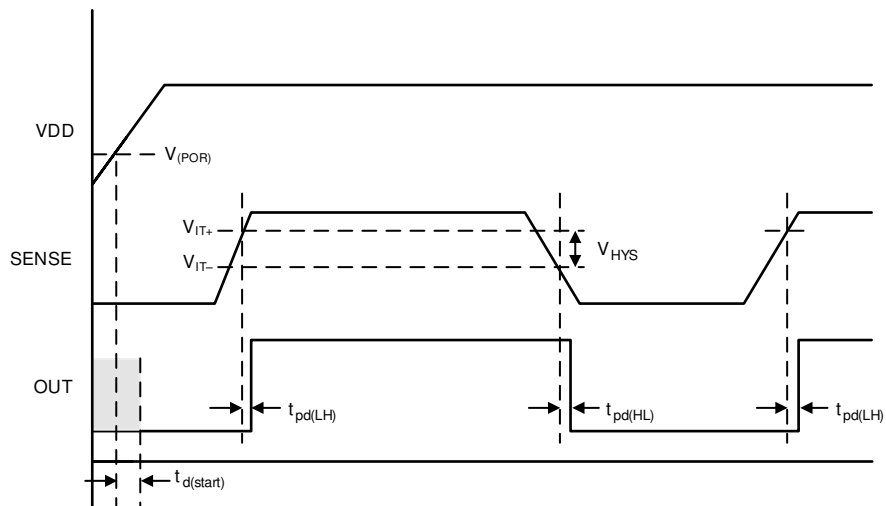 VDD
V(POR)
VIT+
SENSE
VIT–
VHYS
OUT
tpd(LH)
tpd(HL)
tpd(LH)
td(start)